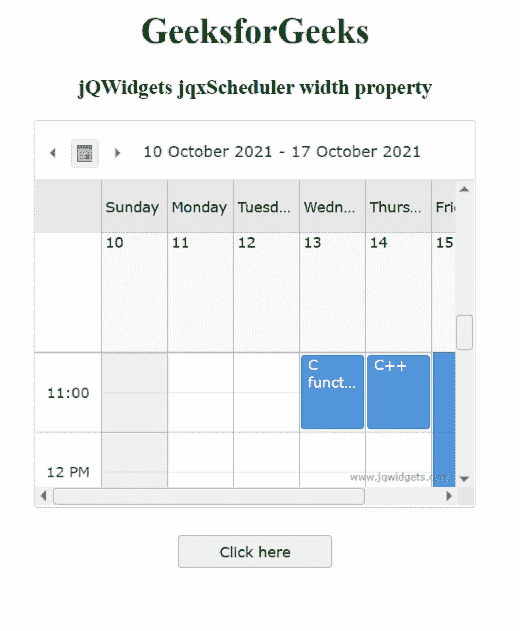 GeeksforGeeks
jQWidgets jqxScheduler width property
10 October 2021 - 17 October 2021
Sunday Monday Tuesd... Wedn... Thurs... Fri
10 11 12 13 14 15
C C++
funct...
11:00
12 PM
www.jqwidgets.com
Click here